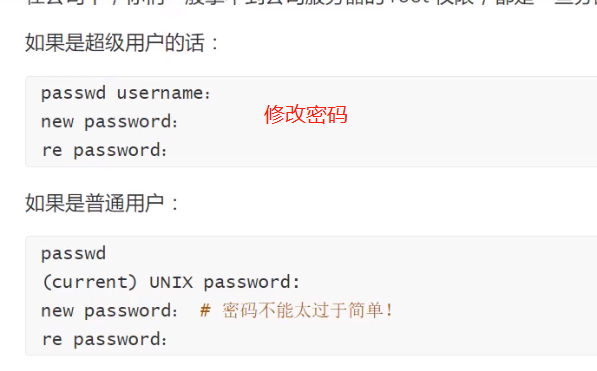 如果是超级用户的话：
passwd username：
new password：
修改密码
re password：
如果是普通用户：
passwd
(current) UNIX password:
new password： # 密码不能太过于简单！
re password：